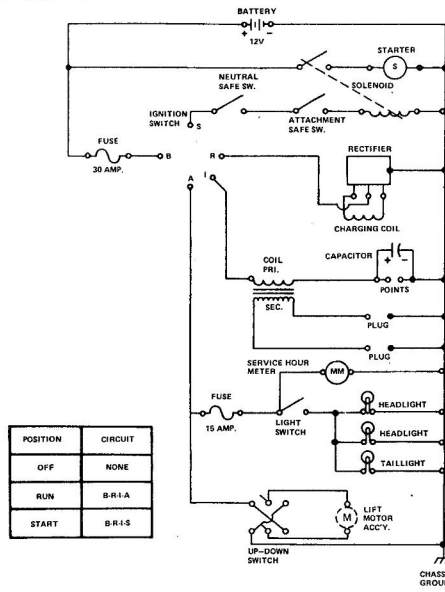 BATTERY
+ −
12V
STARTER
S
NEUTRAL
SAFE SW.
SOLENOID
IGNITION
SWITCH
S
ATTACHMENT
SAFE SW.
FUSE
30 AMP.
B
R
I
A
RECTIFIER
CHARGING COIL
COIL
PRI.
SEC.
CAPACITOR
+ −
POINTS
PLUG
PLUG
SERVICE HOUR
METER
MM
FUSE
15 AMP.
LIGHT
SWITCH
HEADLIGHT
HEADLIGHT
TAILLIGHT
POSITION CIRCUIT
OFF NONE
RUN B-R-I-A
START B-R-I-S
UP-DOWN
SWITCH
M
LIFT
MOTOR
ACC'Y.
CHASS
GROUN